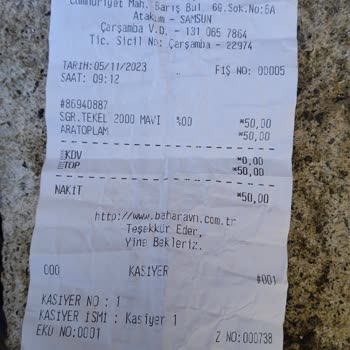 Cumhuriyet Mah. Barış Bul. 69.Sok.No:6A
Atakum - SAMSUN
Çarşamba V.D. - 131 065 7864
Tic. Sicil No: Çarşamba - 22974
TARİH:05/11/2023 FİŞ NO: 00005
SAAT: 09:12
#86940887
SGR.TEKEL 2000 MAVİ %00 *50,00
ARATOPLAM *50,00
KDV *0,00
TOP *50,00
NAKİT *50,00
http://www.baharavm.com.tr
Teşekkür Eder,
Yine Bekleriz.
000 KASİYER #001
KASİYER NO : 1
KASİYER İSMİ : Kasiyer 1
EKÜ NO:0001 Z NO:000738